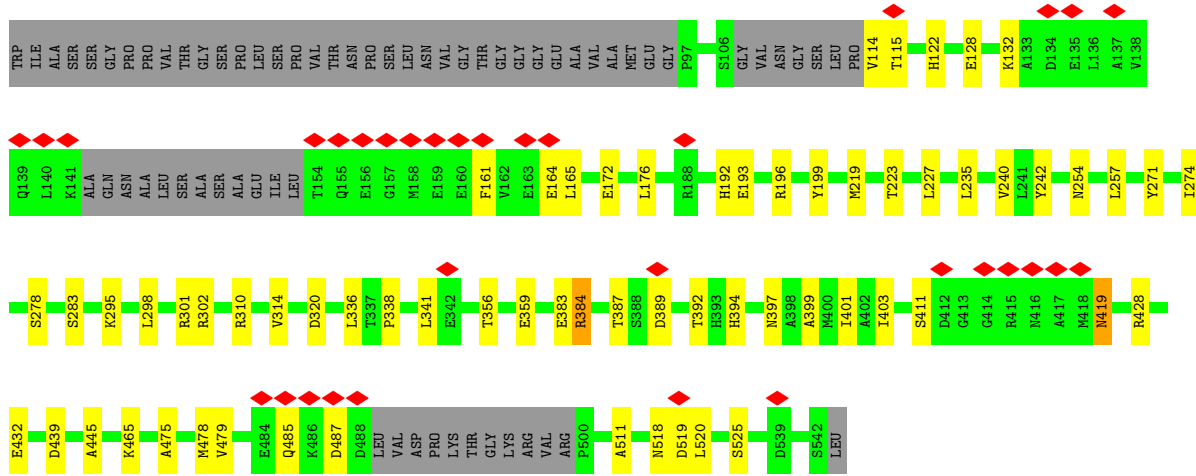 TRP ILE ALA SER SER GLY PRO PRO VAL THR GLY SER PRO LEU SER PRO VAL THR ASN PRO SER LEU ASN VAL GLY THR GLY GLY GLY GLU ALA VAL ALA MET GLU GLY P97 S106 GLY VAL ASN GLY SER LEU PRO V114 T115 H122 E128 K132 A133 D134 E135 L136 A137 V138
Q139 L140 K141 ALA GLN ASN ALA LEU SER ALA SER ALA GLU ILE LEU T154 Q155 E156 G157 M158 E159 E160 F161 V162 E163 E164 L165 E172 L176 R188 H192 E193 R196 Y199 M219 T223 L227 L235 V240 L241 Y242 N254 L257 Y271 I274
S278 S283 K295 L298 R301 R302 R310 V314 D320 L336 T337 P338 L341 E342 T356 E359 E383 R384 T387 S388 D389 T392 H393 H394 N397 A398 A399 M400 I401 A402 I403 S411 D412 G413 G414 R415 N416 A417 M418 N419 R428
E432 D439 A445 K465 A475 M478 V479 E484 Q485 K486 D487 D488 LEU VAL ASP PRO LYS THR GLY LYS ARG VAL ARG P500 A511 N518 D519 L520 S525 D539 S542 LEU